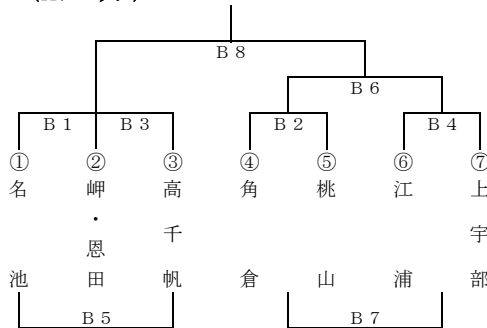 B 8
B 6
B 1
B 3
B 2
B 4
① ② ③ ④ ⑤ ⑥ ⑦
名池
岬・恩田
高千帆
角倉
桃山
江浦
上宇部
B 5
B 7